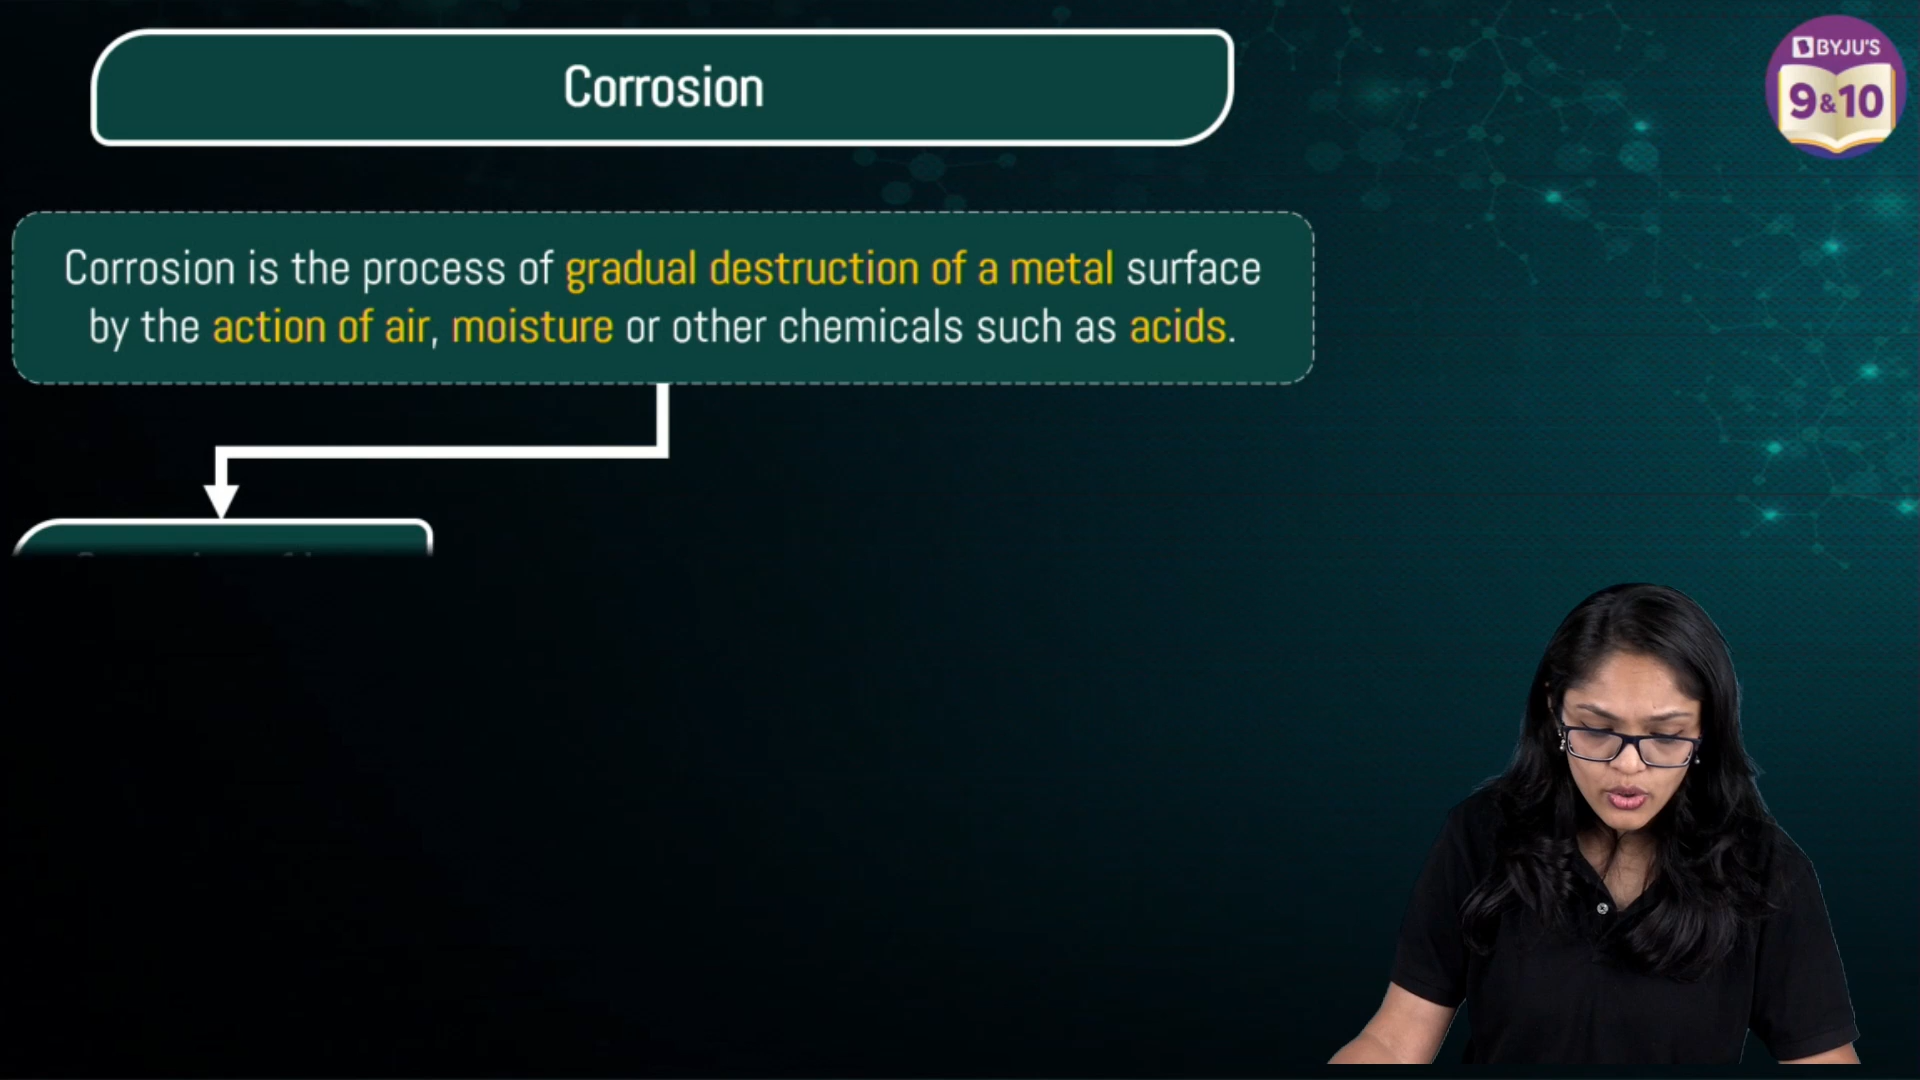 Corrosion
BYJU'S
9&10
Corrosion is the process of gradual destruction of a metal surface
by the action of air, moisture or other chemicals such as acids.